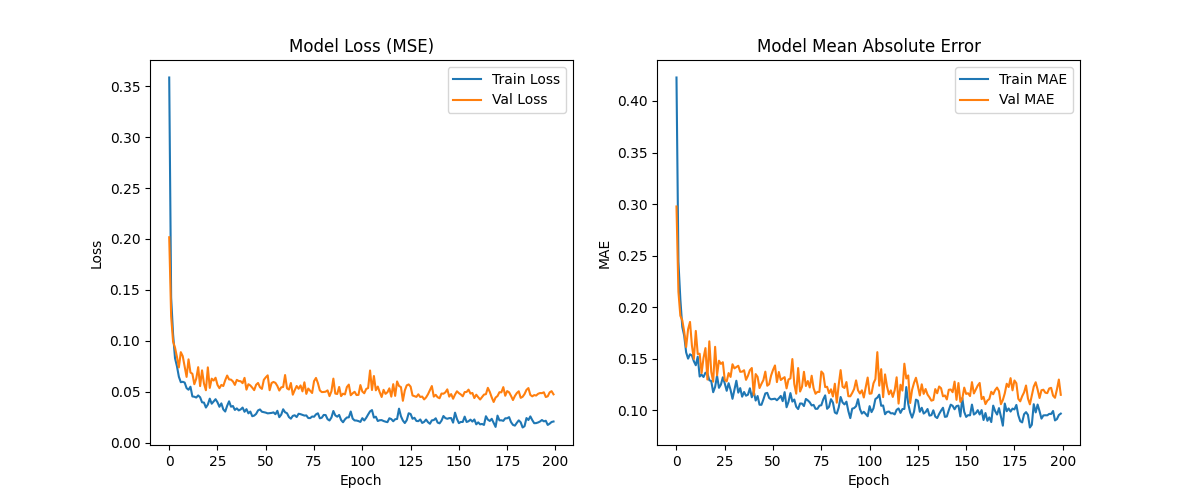 Model Loss (MSE)
Train Loss
Val Loss
0.35
0.30
0.25
0.20
0.15
0.10
0.05
0.00
Loss
0 25 50 75 100 125 150 175 200
Epoch
Model Mean Absolute Error
Train MAE
Val MAE
0.40
0.35
0.30
0.25
0.20
0.15
0.10
MAE
0 25 50 75 100 125 150 175 200
Epoch